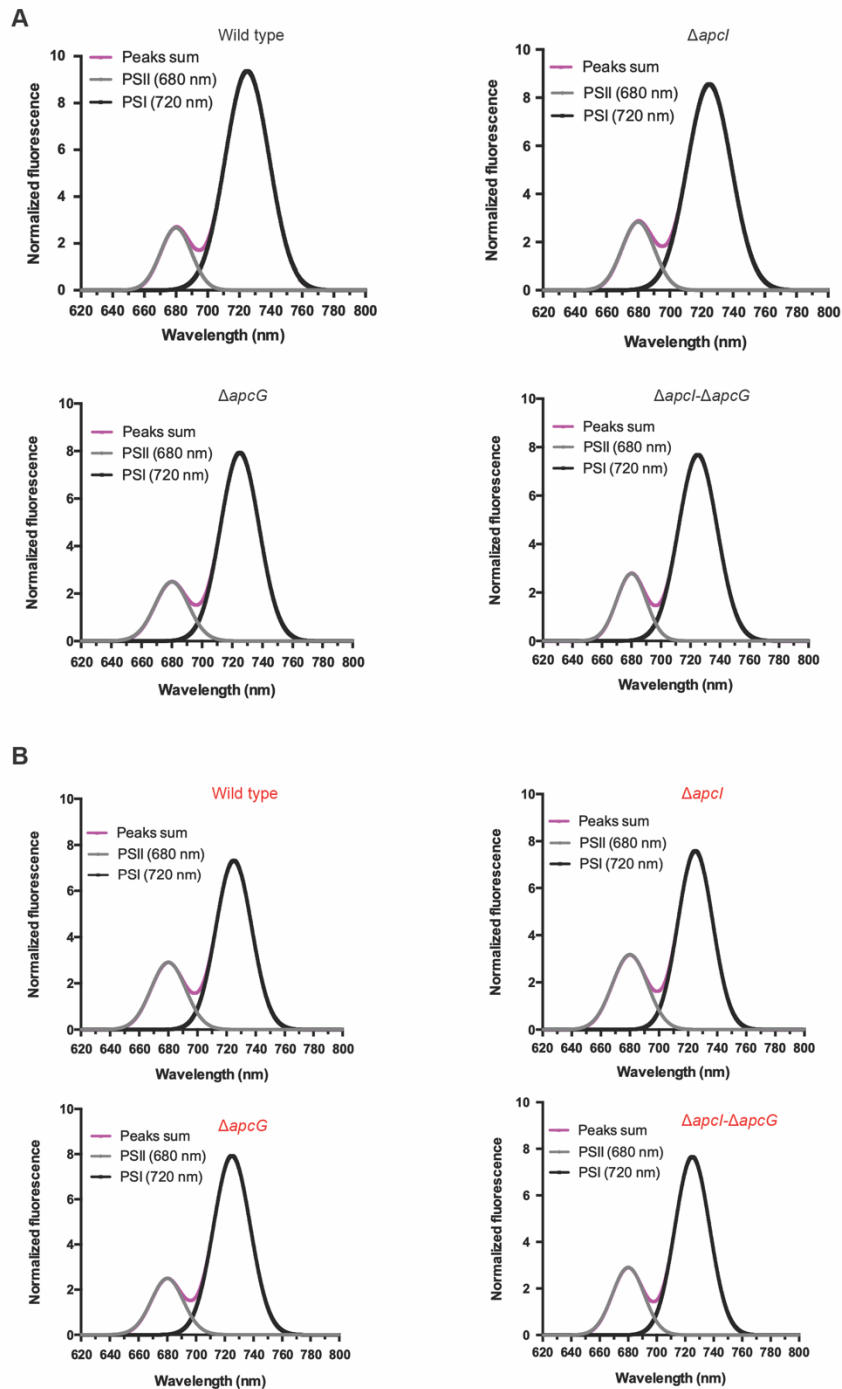 A
Wild type
Peaks sum
PSII (680 nm)
PSI (720 nm)
Normalized fluorescence
10
8
6
4
2
0
620 640 660 680 700 720 740 760 780 800
Wavelength (nm)
ΔapcI
Peaks sum
PSII (680 nm)
PSI (720 nm)
Normalized fluorescence
10
8
6
4
2
0
620 640 660 680 700 720 740 760 780 800
Wavelength (nm)
ΔapcG
Peaks sum
PSII (680 nm)
PSI (720 nm)
Normalized fluorescence
10
8
6
4
2
0
620 640 660 680 700 720 740 760 780 800
Wavelength (nm)
ΔapcI-ΔapcG
Peaks sum
PSII (680 nm)
PSI (720 nm)
Normalized fluorescence
10
8
6
4
2
0
620 640 660 680 700 720 740 760 780 800
Wavelength (nm)
B
Wild type
Peaks sum
PSII (680 nm)
PSI (720 nm)
Normalized fluorescence
10
8
6
4
2
0
620 640 660 680 700 720 740 760 780 800
Wavelength (nm)
ΔapcI
Peaks sum
PSII (680 nm)
PSI (720 nm)
Normalized fluorescence
10
8
6
4
2
0
620 640 660 680 700 720 740 760 780 800
Wavelength (nm)
ΔapcG
Peaks sum
PSII (680 nm)
PSI (720 nm)
Normalized fluorescence
10
8
6
4
2
0
620 640 660 680 700 720 740 760 780 800
Wavelength (nm)
ΔapcI-ΔapcG
Peaks sum
PSII (680 nm)
PSI (720 nm)
Normalized fluorescence
10
8
6
4
2
0
620 640 660 680 700 720 740 760 780 800
Wavelength (nm)